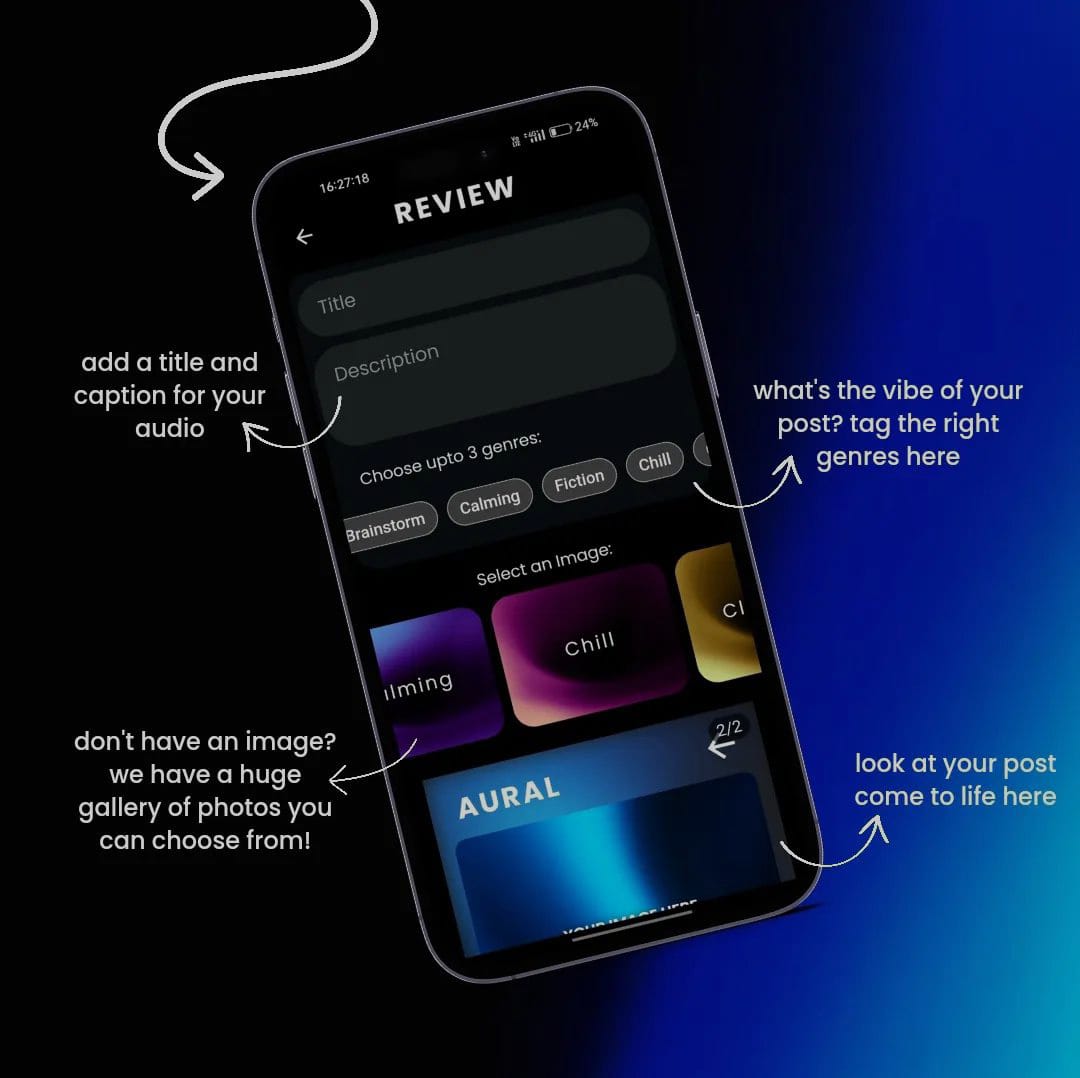 16:27:18
4G
24%
REVIEW
Title
Description
add a title and
caption for your
audio
what's the vibe of your
post? tag the right
genres here
Choose upto 3 genres:
Brainstorm
Calming
Fiction
Chill
Select an Image:
alming
Chill
Cl
don't have an image?
we have a huge
gallery of photos you
can choose from!
2/2
AURAL
look at your post
come to life here
YOUR IMAGE HERE